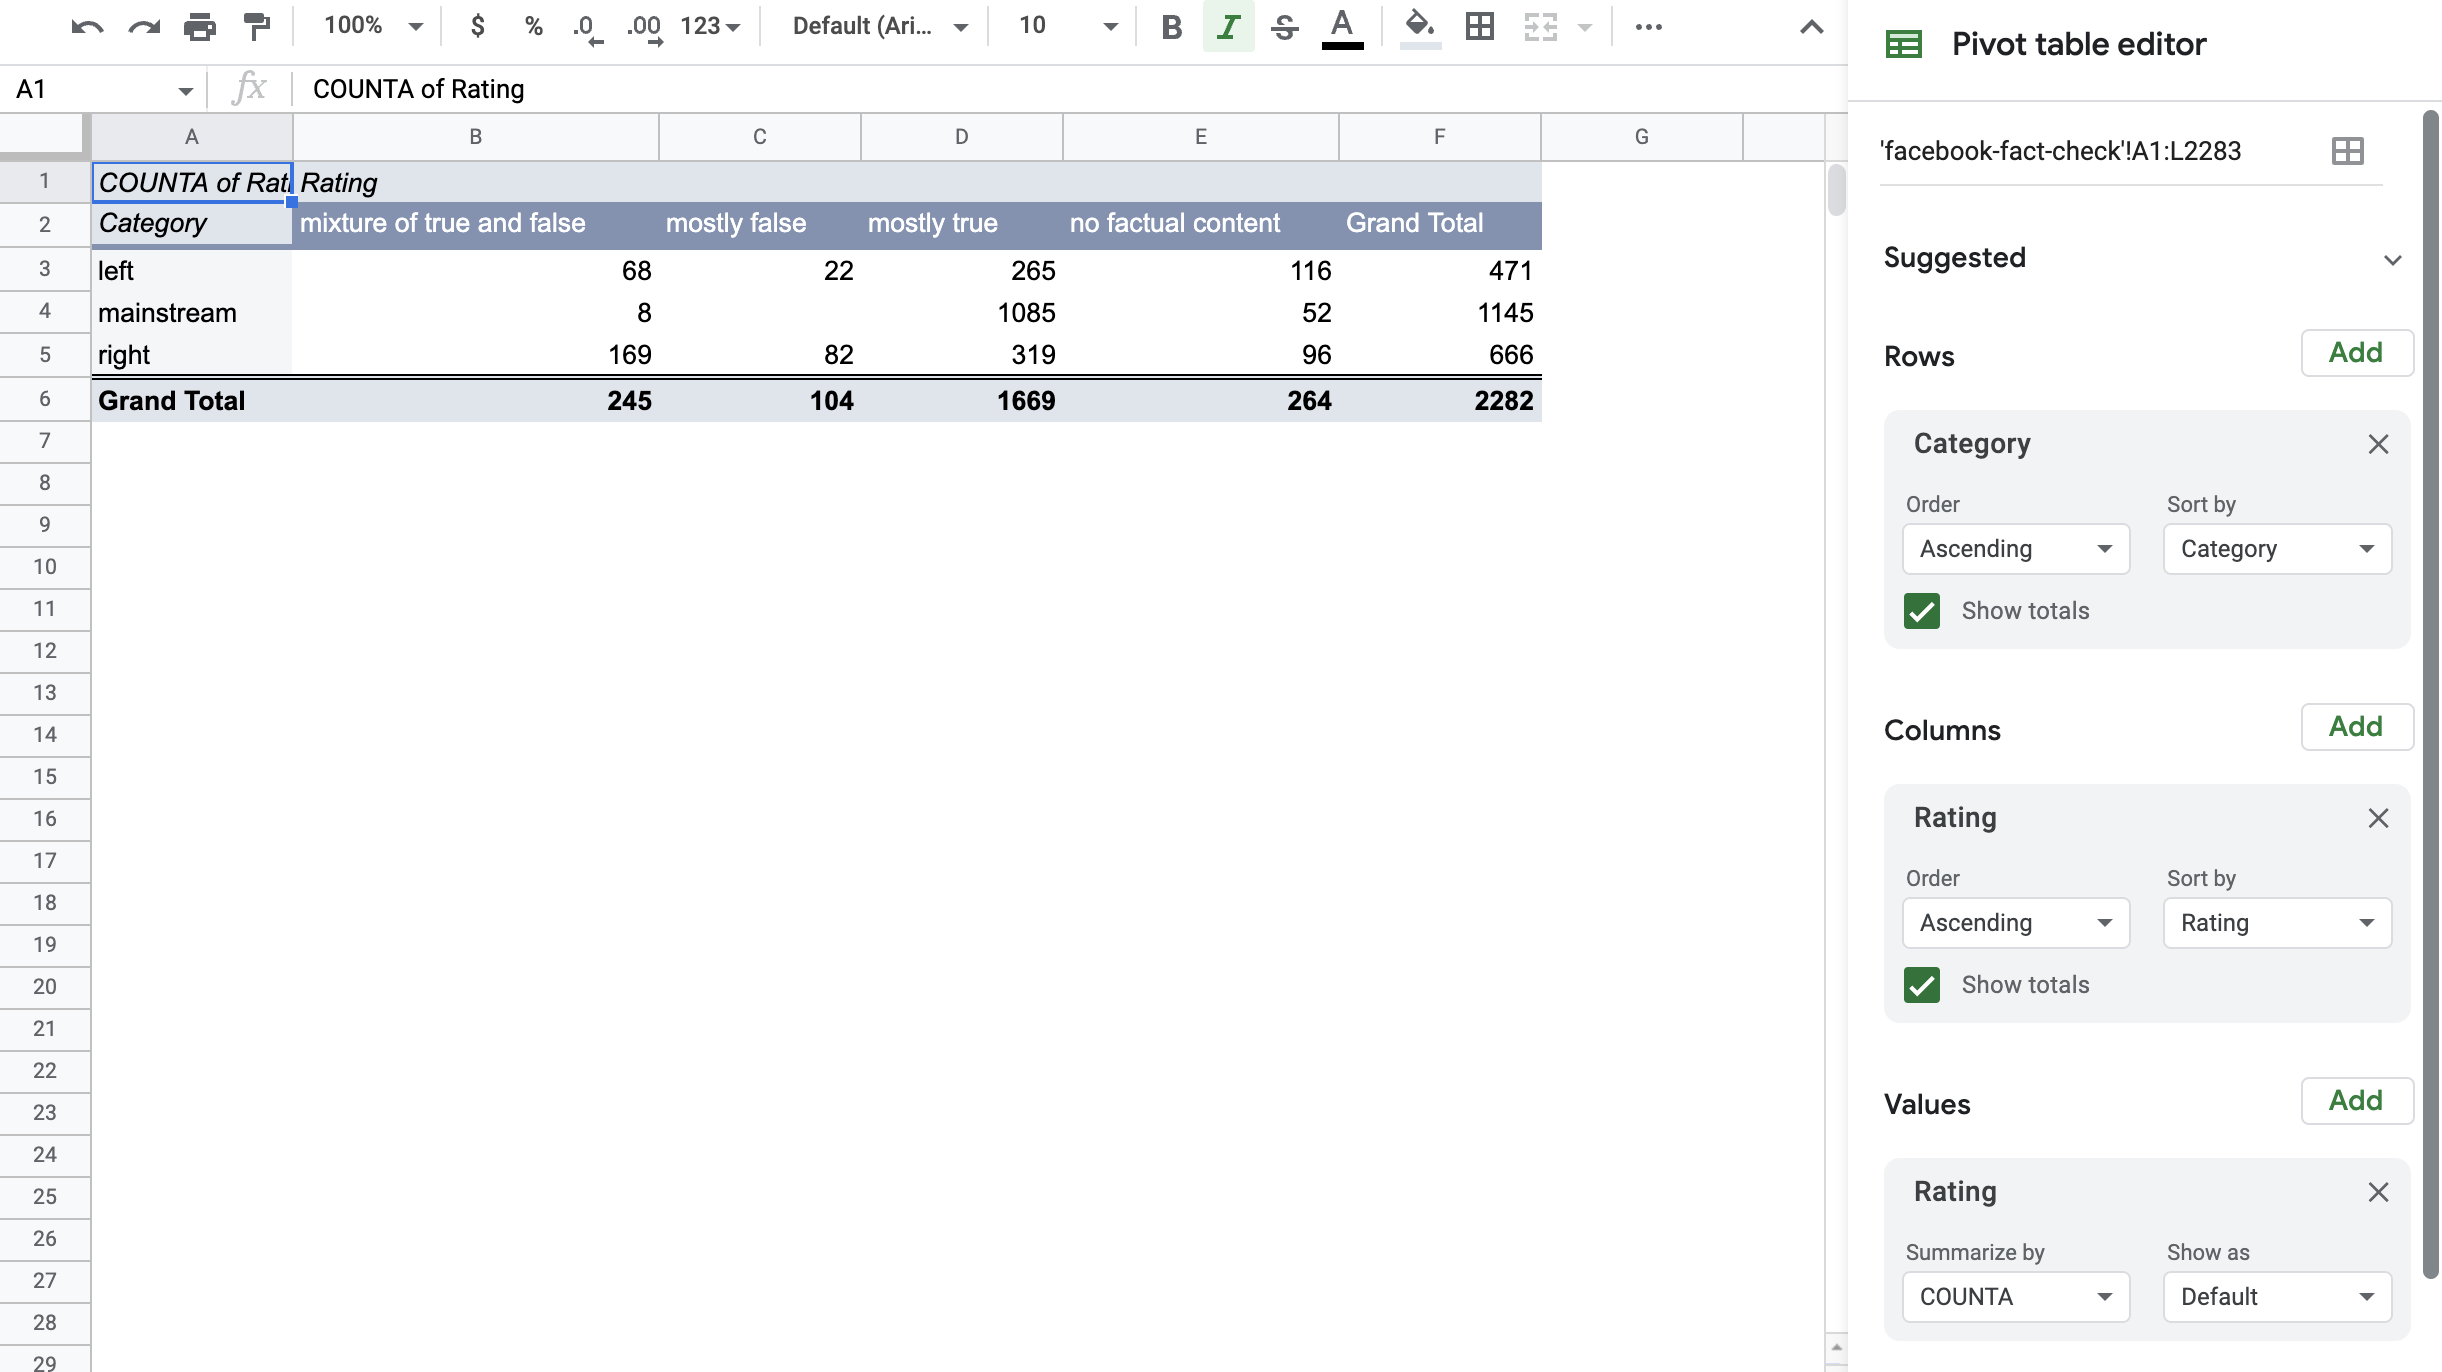 100% $ % .0 .00 123 Default (Ari... 10 B I S A
Pivot table editor
A1 fx COUNTA of Rating
'facebook-fact-check'!A1:L2283
A B C D E F G
1 COUNTA of Rati Rating
2 Category mixture of true and false mostly false mostly true no factual content Grand Total
3 left 68 22 265 116 471
4 mainstream 8 1085 52 1145
5 right 169 82 319 96 666
6 Grand Total 245 104 1669 264 2282
7
8
9
10
11
12
13
14
15
16
17
18
19
20
21
22
23
24
25
26
27
28
29
Suggested
Rows Add
Category
Order Sort by
Ascending Category
Show totals
Columns Add
Rating
Order Sort by
Ascending Rating
Show totals
Values Add
Rating
Summarize by Show as
COUNTA Default